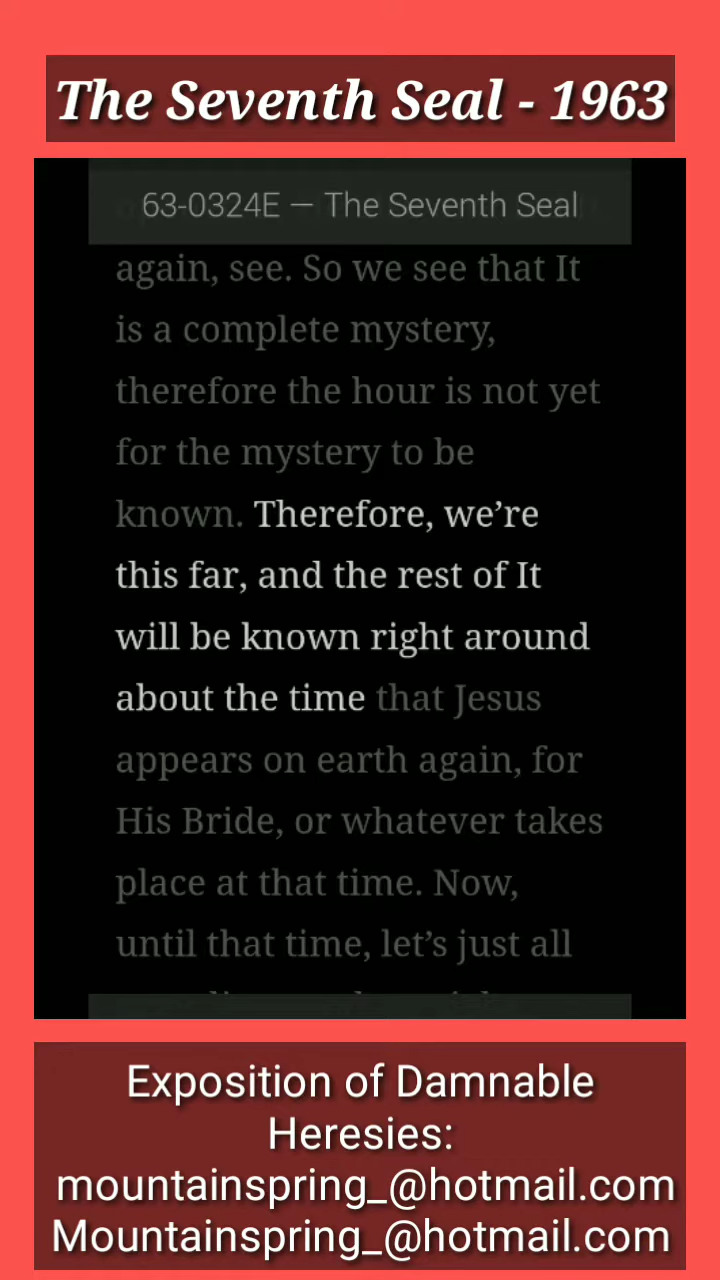 The Seventh Seal - 1963
63-0324E — The Seventh Seal
again, see. So we see that It
is a complete mystery,
therefore the hour is not yet
for the mystery to be
known. Therefore, we’re
this far, and the rest of It
will be known right around
about the time that Jesus
appears on earth again, for
His Bride, or whatever takes
place at that time. Now,
until that time, let’s just all
Exposition of Damnable
Heresies:
mountainspring_@hotmail.com
Mountainspring_@hotmail.com